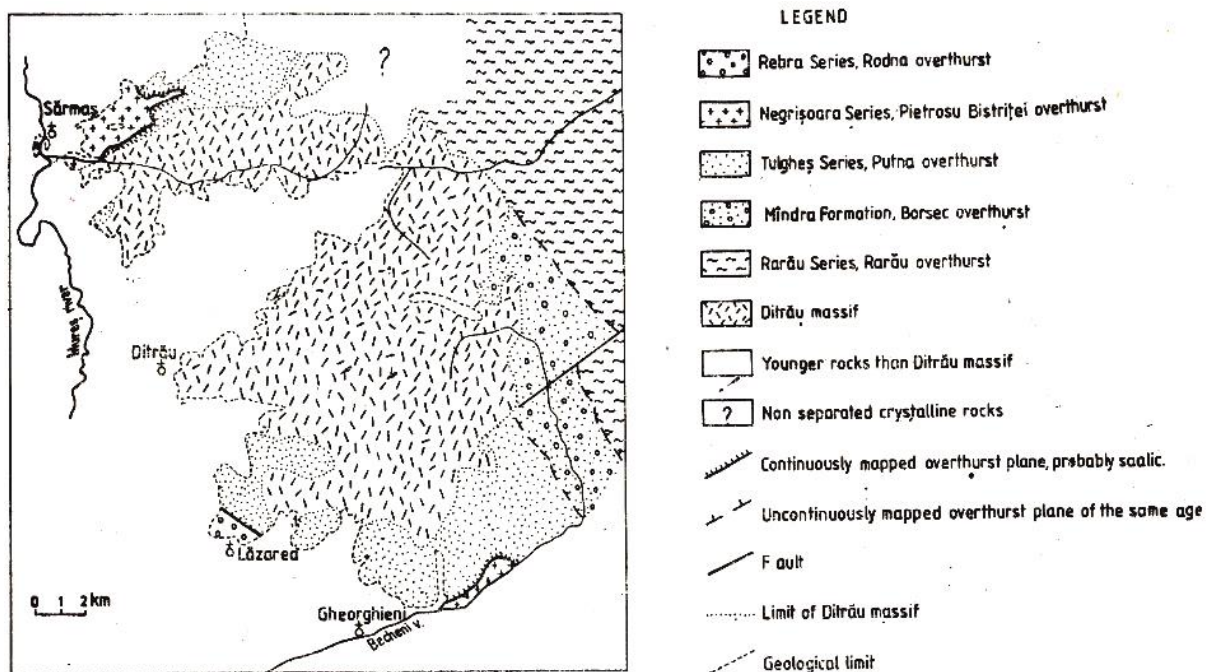 Sărmaș
?
Mureș river
Ditrău
Lăzarea
0 1 2 km
Gheorghieni
Becheni v.
LEGEND
Rebra Series, Rodna overthurst
Negrișoara Series, Pietrosu Bistriței overthurst
Tulgheș Series, Putna overthurst
Mîndra Formation, Borsec overthurst
Rarău Series, Rarău overthurst
Ditrău massif
Younger rocks than Ditrău massif
? Non separated crystalline rocks
Continuously mapped overthurst plane, probably saalic.
Uncontinuously mapped overthurst plane of the same age
Fault
Limit of Ditrău massif
Geological limit